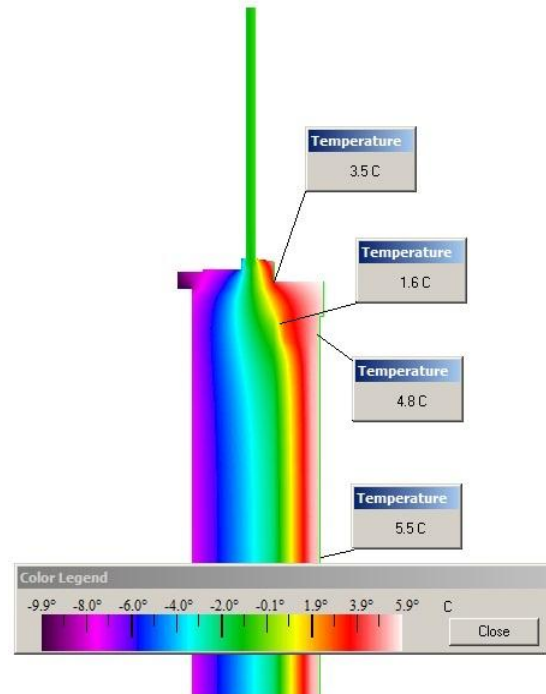 Temperature
3.5 C
Temperature
1.6 C
Temperature
4.8 C
Temperature
5.5 C
Color Legend
-9.9° -8.0° -6.0° -4.0° -2.0° -0.1° 1.9° 3.9° 5.9° C
Close